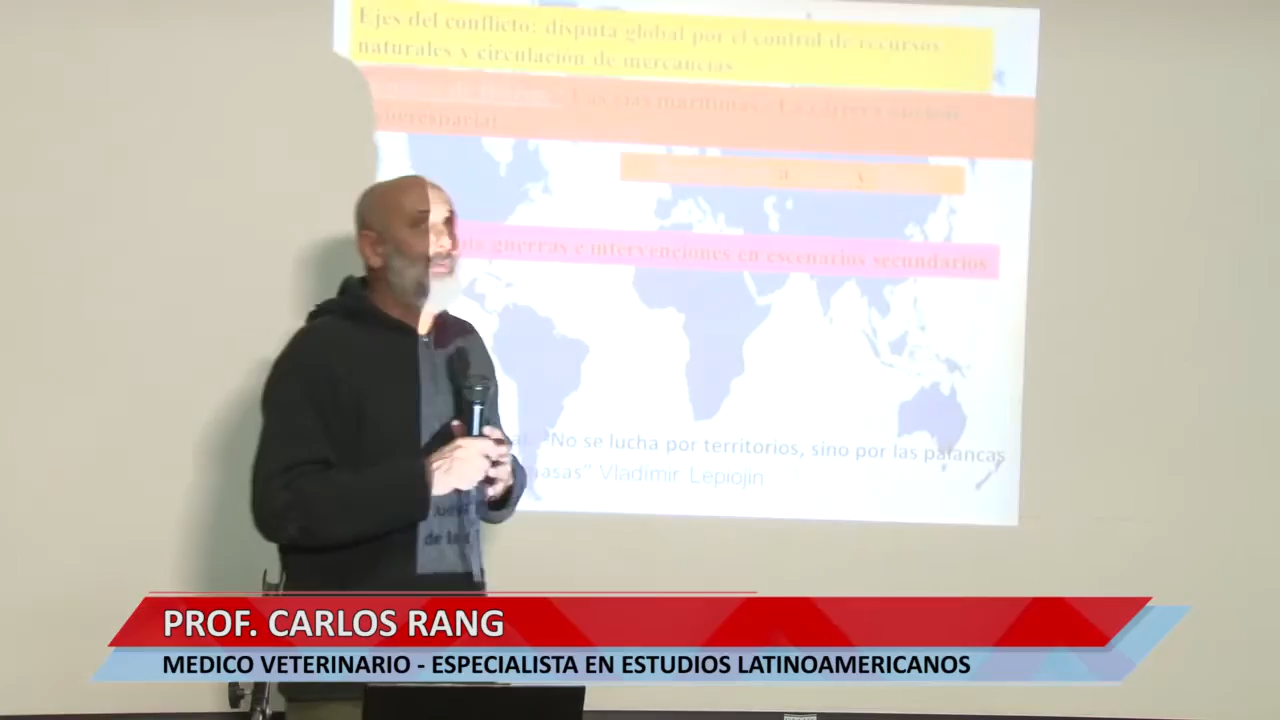 Ejes del conflicto: disputa global por el control de recursos
naturales y circulación de mercancías
Las vías marítimas. La carrera
a y
guerras e intervenciones en escenarios secundarios
"No se lucha por territorios, sino por las palancas
masas" Vladimir Lepiojin
de la
PROF. CARLOS RANG
MEDICO VETERINARIO - ESPECIALISTA EN ESTUDIOS LATINOAMERICANOS